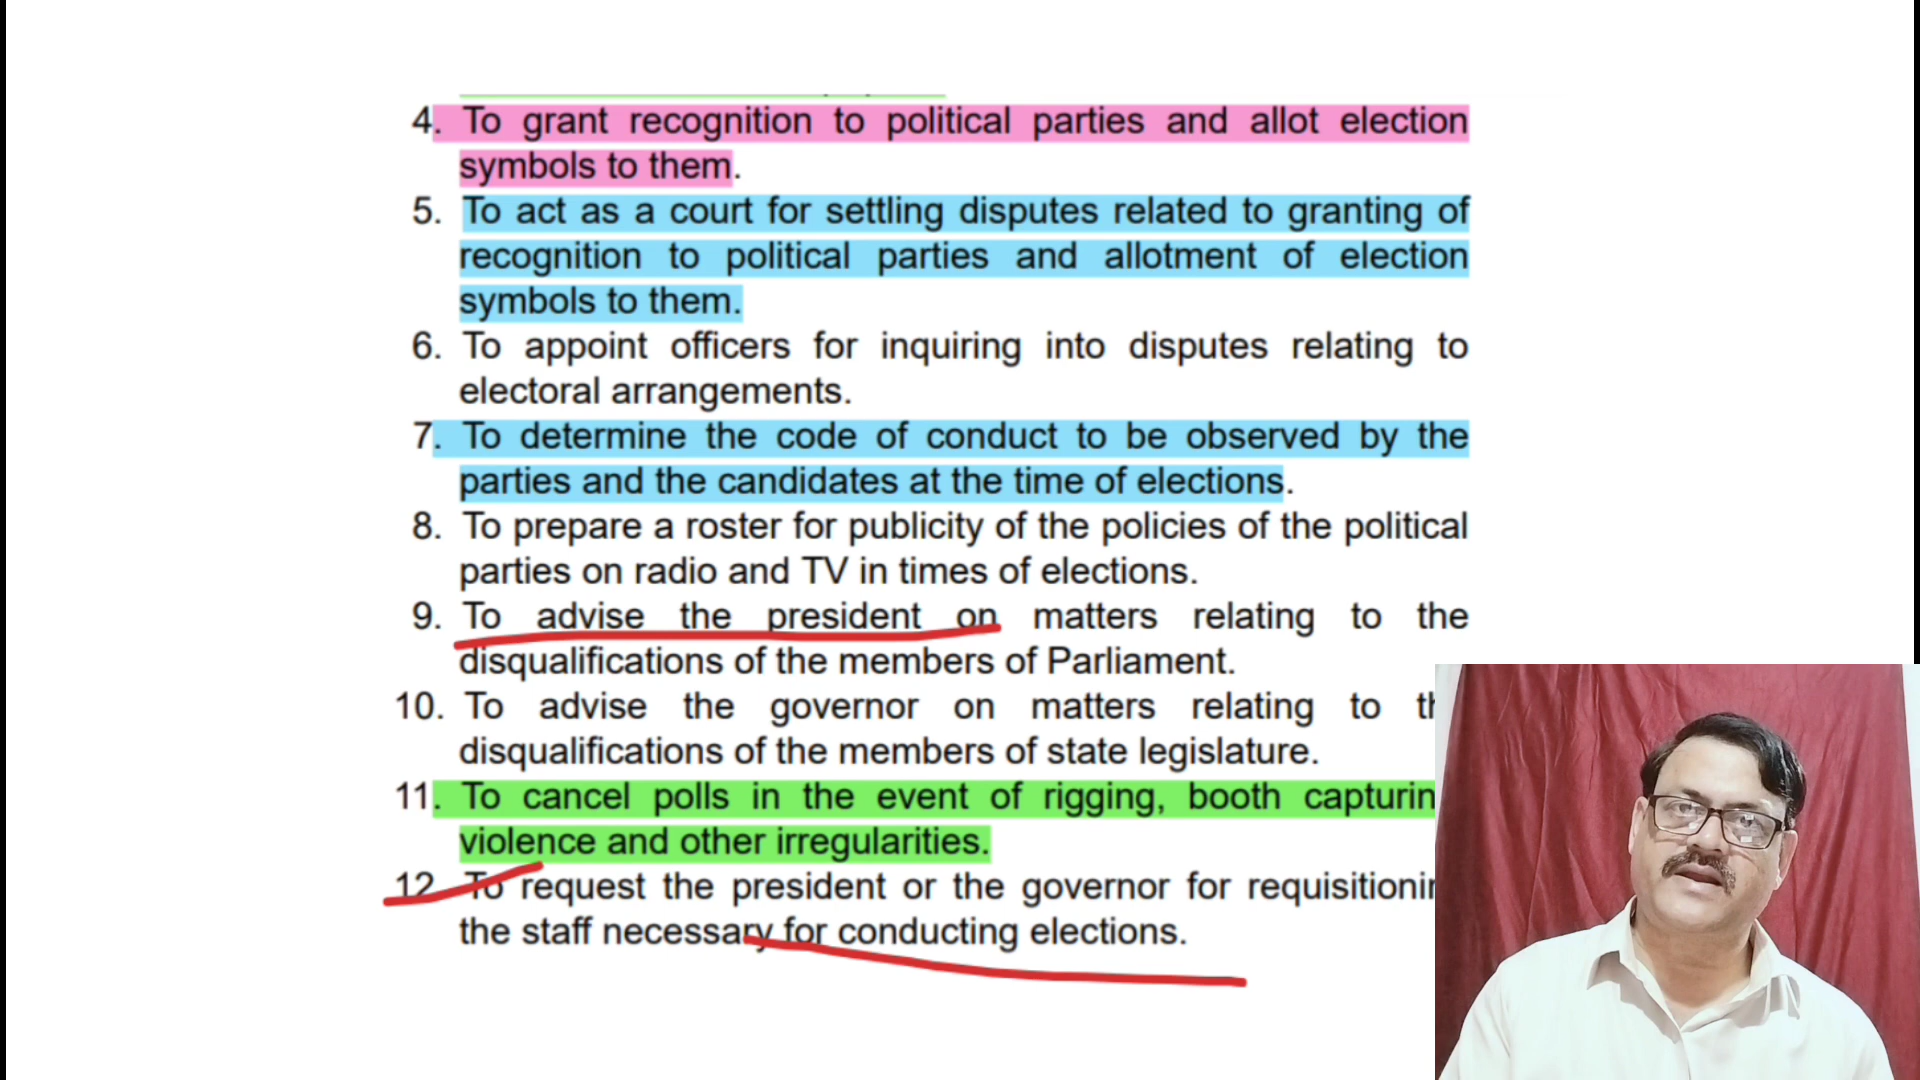 4. To grant recognition to political parties and allot election
symbols to them.
5. To act as a court for settling disputes related to granting of
recognition to political parties and allotment of election
symbols to them.
6. To appoint officers for inquiring into disputes relating to
electoral arrangements.
7. To determine the code of conduct to be observed by the
parties and the candidates at the time of elections.
8. To prepare a roster for publicity of the policies of the political
parties on radio and TV in times of elections.
9. To advise the president on matters relating to the
disqualifications of the members of Parliament.
10. To advise the governor on matters relating to
disqualifications of the members of state legislature.
11. To cancel polls in the event of rigging, booth
violence and other irregularities.
12. To request the president or the governor for
the staff necessary for conducting elections.